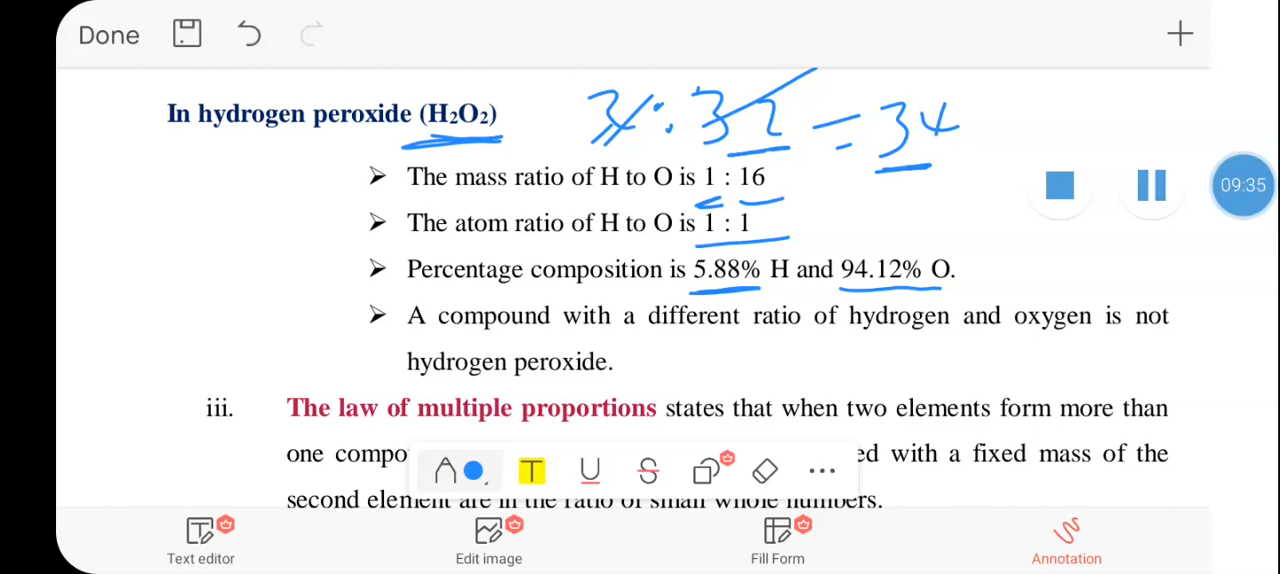 Done
In hydrogen peroxide (H₂O₂) : 32 = 34
➤ The mass ratio of H to O is 1 : 16
09:35
➤ The atom ratio of H to O is 1 : 1
➤ Percentage composition is 5.88% H and 94.12% O.
➤ A compound with a different ratio of hydrogen and oxygen is not
hydrogen peroxide.
iii. The law of multiple proportions states that when two elements form more than
one compo ed with a fixed mass of the
second element are in the ratio of small whole numbers.
T U S
Text editor Edit image Fill Form Annotation